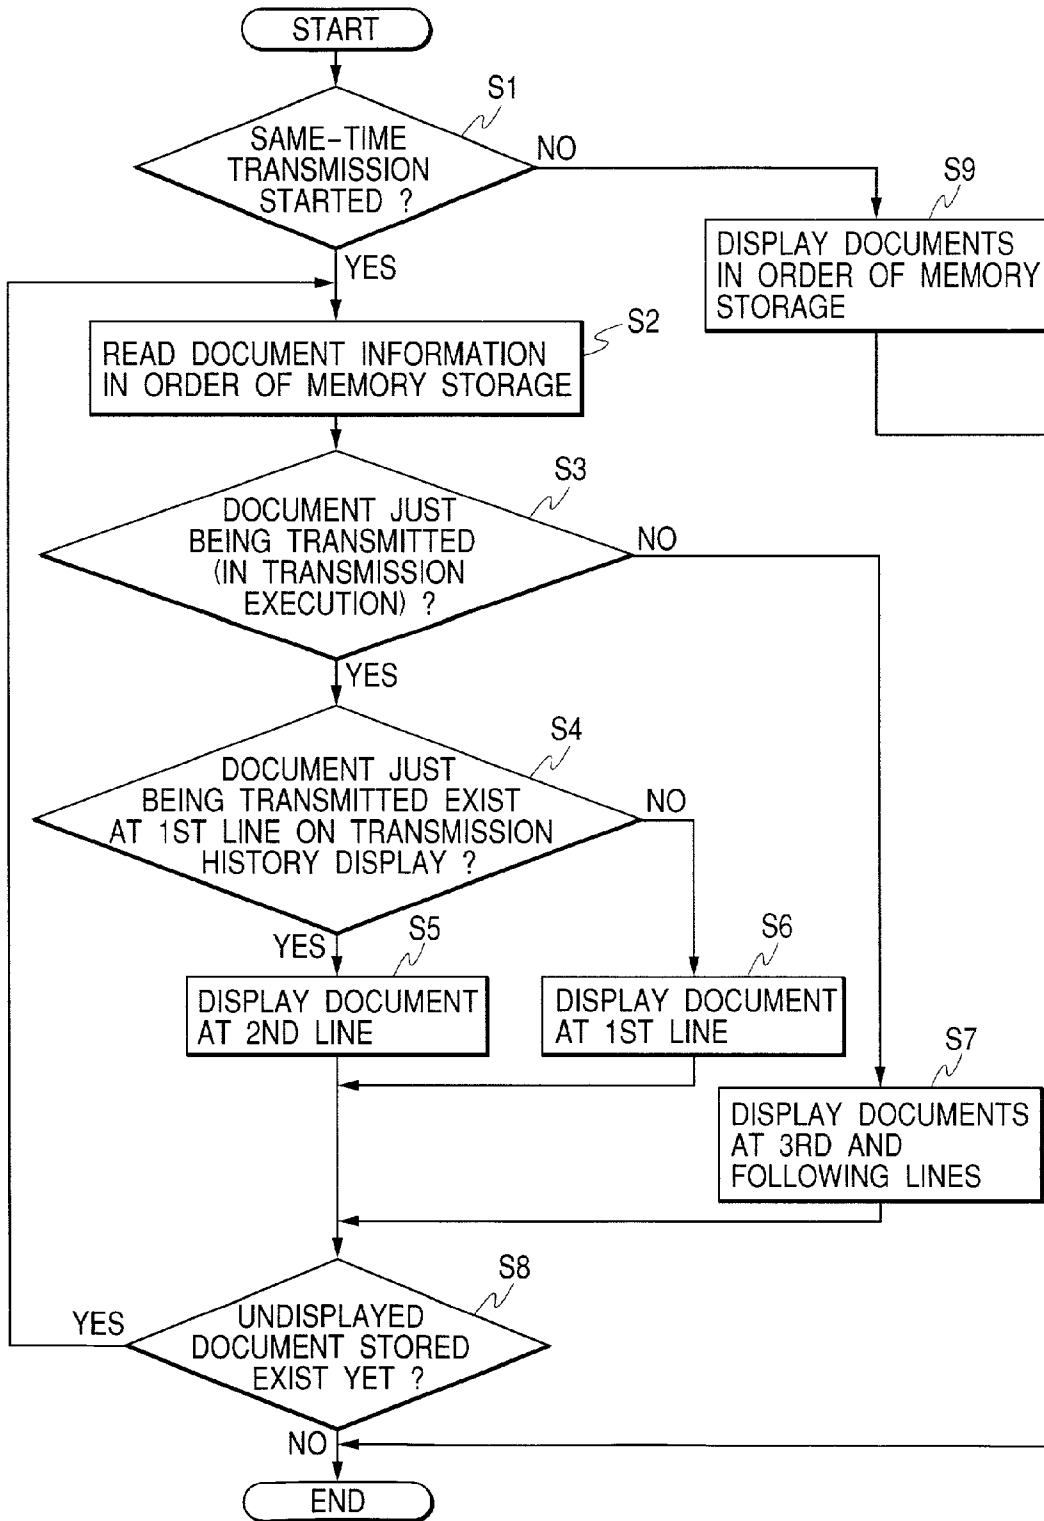 START
S1
SAME-TIME
TRANSMISSION
STARTED ?
NO
YES
S9
DISPLAY DOCUMENTS
IN ORDER OF MEMORY
STORAGE
S2
READ DOCUMENT INFORMATION
IN ORDER OF MEMORY STORAGE
S3
DOCUMENT JUST
BEING TRANSMITTED
(IN TRANSMISSION
EXECUTION) ?
NO
YES
S4
DOCUMENT JUST
BEING TRANSMITTED EXIST
AT 1ST LINE ON TRANSMISSION
HISTORY DISPLAY ?
NO
YES
S5
DISPLAY DOCUMENT
AT 2ND LINE
S6
DISPLAY DOCUMENT
AT 1ST LINE
S7
DISPLAY DOCUMENTS
AT 3RD AND
FOLLOWING LINES
S8
UNDISPLAYED
DOCUMENT STORED
EXIST YET ?
YES
NO
END